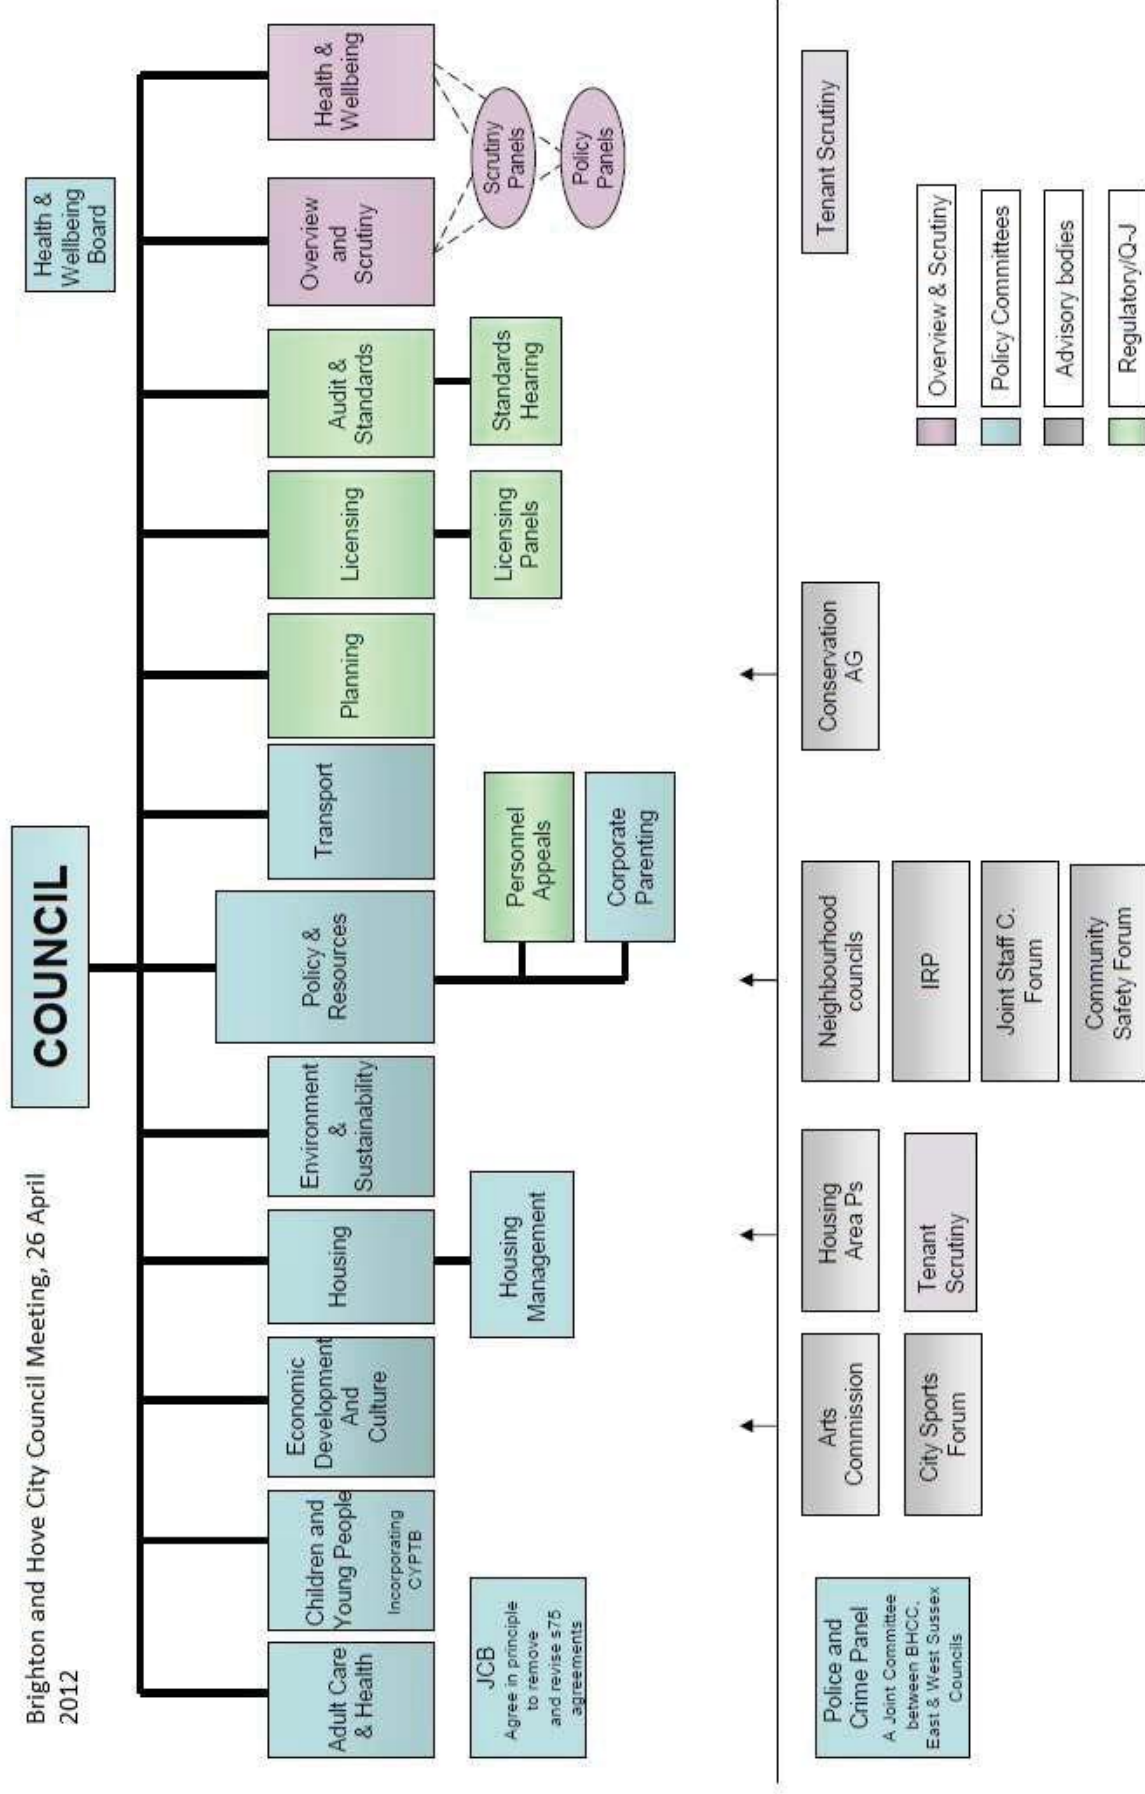 Brighton and Hove City Council Meeting, 26 April
2012
COUNCIL
Health &
Wellbeing
Board
Adult Care
& Health
Children and
Young People
Incorporating
CYPTB
Economic
Development
And
Culture
Housing
Environment
&
Sustainability
Policy &
Resources
Transport
Planning
Licensing
Audit &
Standards
Overview
and
Scrutiny
Health &
Wellbeing
JCB
Agree in principle
to remove
and revise s75
agreements
Housing
Management
Personnel
Appeals
Corporate
Parenting
Licensing
Panels
Standards
Hearing
Scrutiny
Panels
Policy
Panels
Police and
Crime Panel
A Joint Committee
between BHCC,
East & West Sussex
Councils
Arts
Commission
City Sports
Forum
Housing
Area Ps
Tenant
Scrutiny
Neighbourhood
councils
IRP
Joint Staff C.
Forum
Community
Safety Forum
Conservation
AG
Tenant Scrutiny
Overview & Scrutiny
Policy Committees
Advisory bodies
Regulatory/Q-J